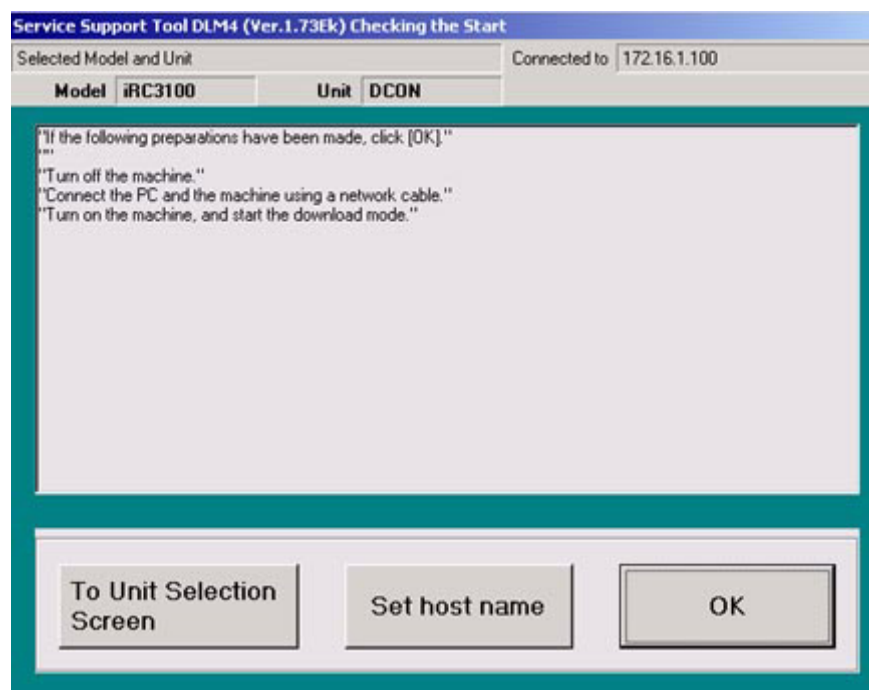 Service Support Tool DLM4 (Ver.1.73Ek) Checking the Start
Selected Model and Unit
Connected to 172.16.1.100
Model iRC3100 Unit DCON
"If the following preparations have been made, click [OK]."
""
"Turn off the machine."
"Connect the PC and the machine using a network cable."
"Turn on the machine, and start the download mode."
To Unit Selection
Screen
Set host name
OK